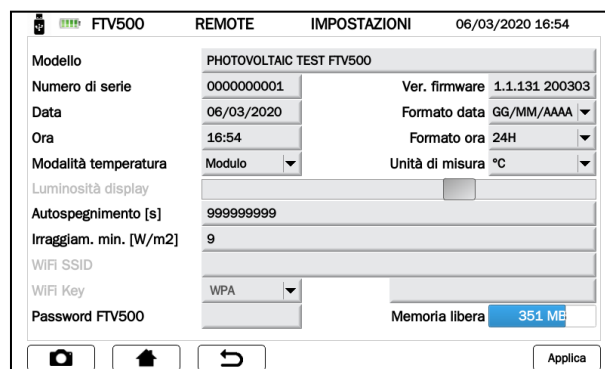 FTV500 REMOTE IMPOSTAZIONI 06/03/2020 16:54
Modello PHOTOVOLTAIC TEST FTV500
Numero di serie 0000000001 Ver. firmware 1.1.131 200303
Data 06/03/2020 Formato data GG/MM/AAAA
Ora 16:54 Formato ora 24H
Modalità temperatura Modulo Unità di misura °C
Luminosità display
Autospegnimento [s] 999999999
Irraggiam. min. [W/m2] 9
WiFi SSID
WiFi Key WPA
Password FTV500 Memoria libera 351 MB
Applica